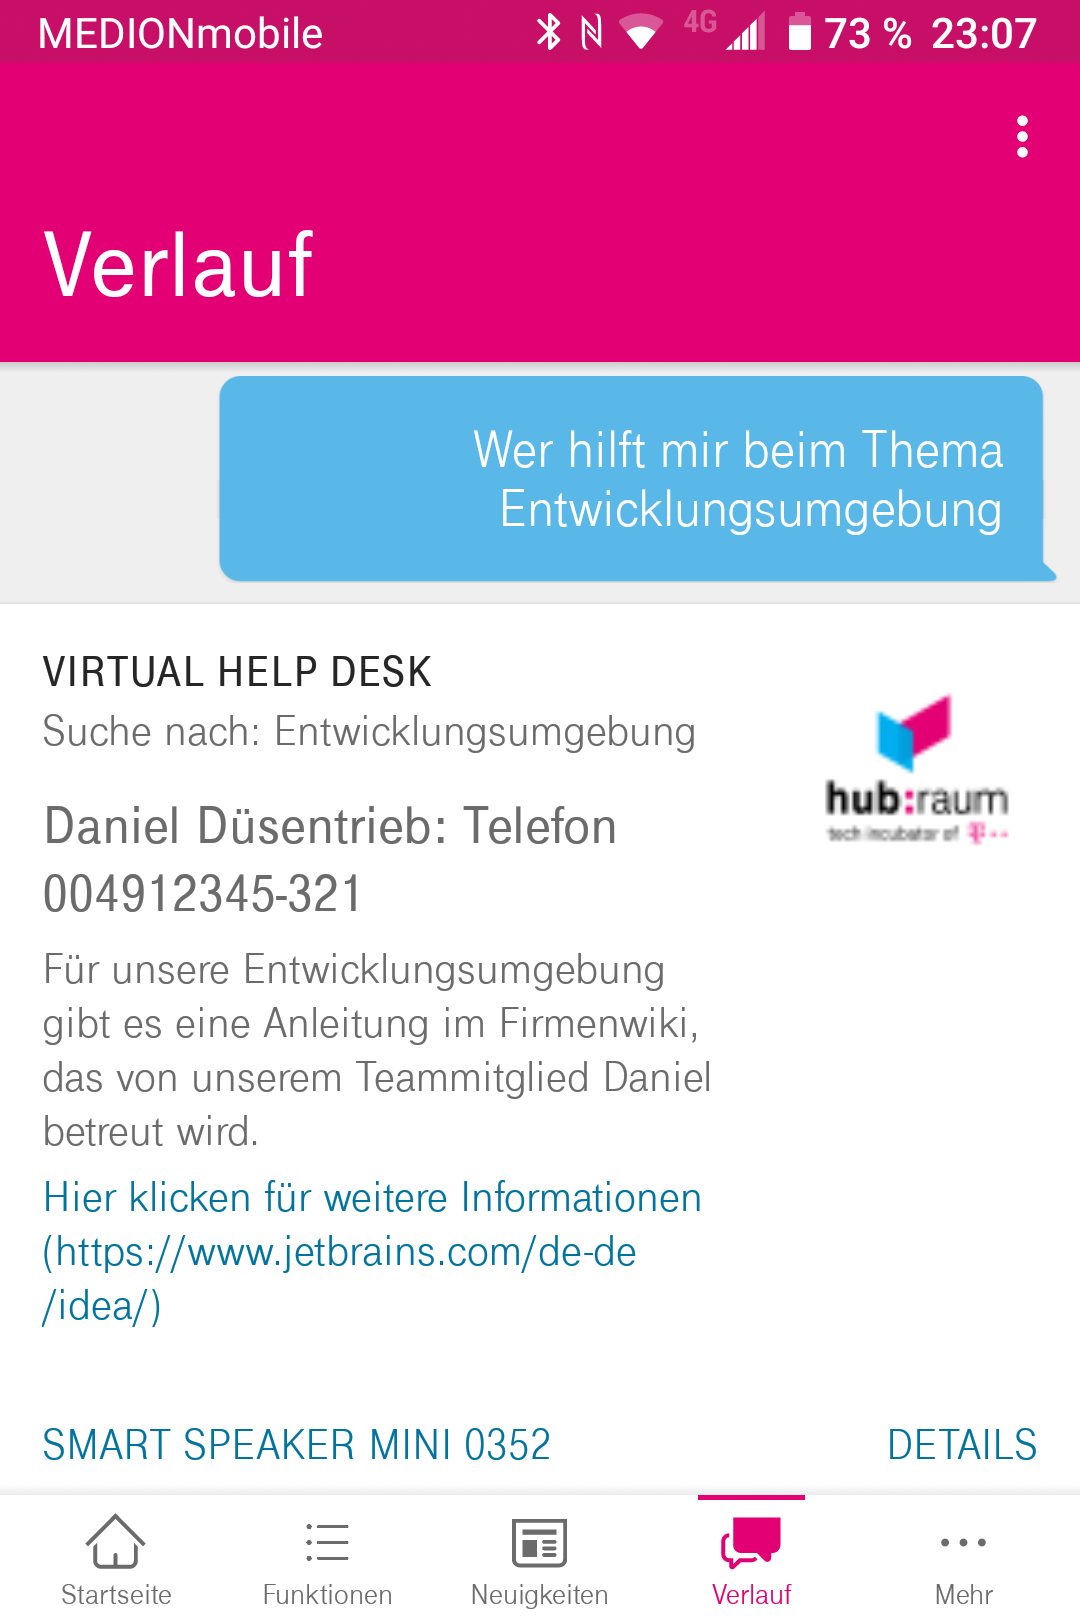 MEDIONmobile 4G 73 % 23:07
Verlauf
Wer hilft mir beim Thema
Entwicklungsumgebung
VIRTUAL HELP DESK
Suche nach: Entwicklungsumgebung
hub:raum
tech incubator of T
Daniel Düsentrieb: Telefon
004912345-321
Für unsere Entwicklungsumgebung
gibt es eine Anleitung im Firmenwiki,
das von unserem Teammitglied Daniel
betreut wird.
Hier klicken für weitere Informationen
(https://www.jetbrains.com/de-de
/idea/)
SMART SPEAKER MINI 0352 DETAILS
Startseite Funktionen Neuigkeiten Verlauf Mehr